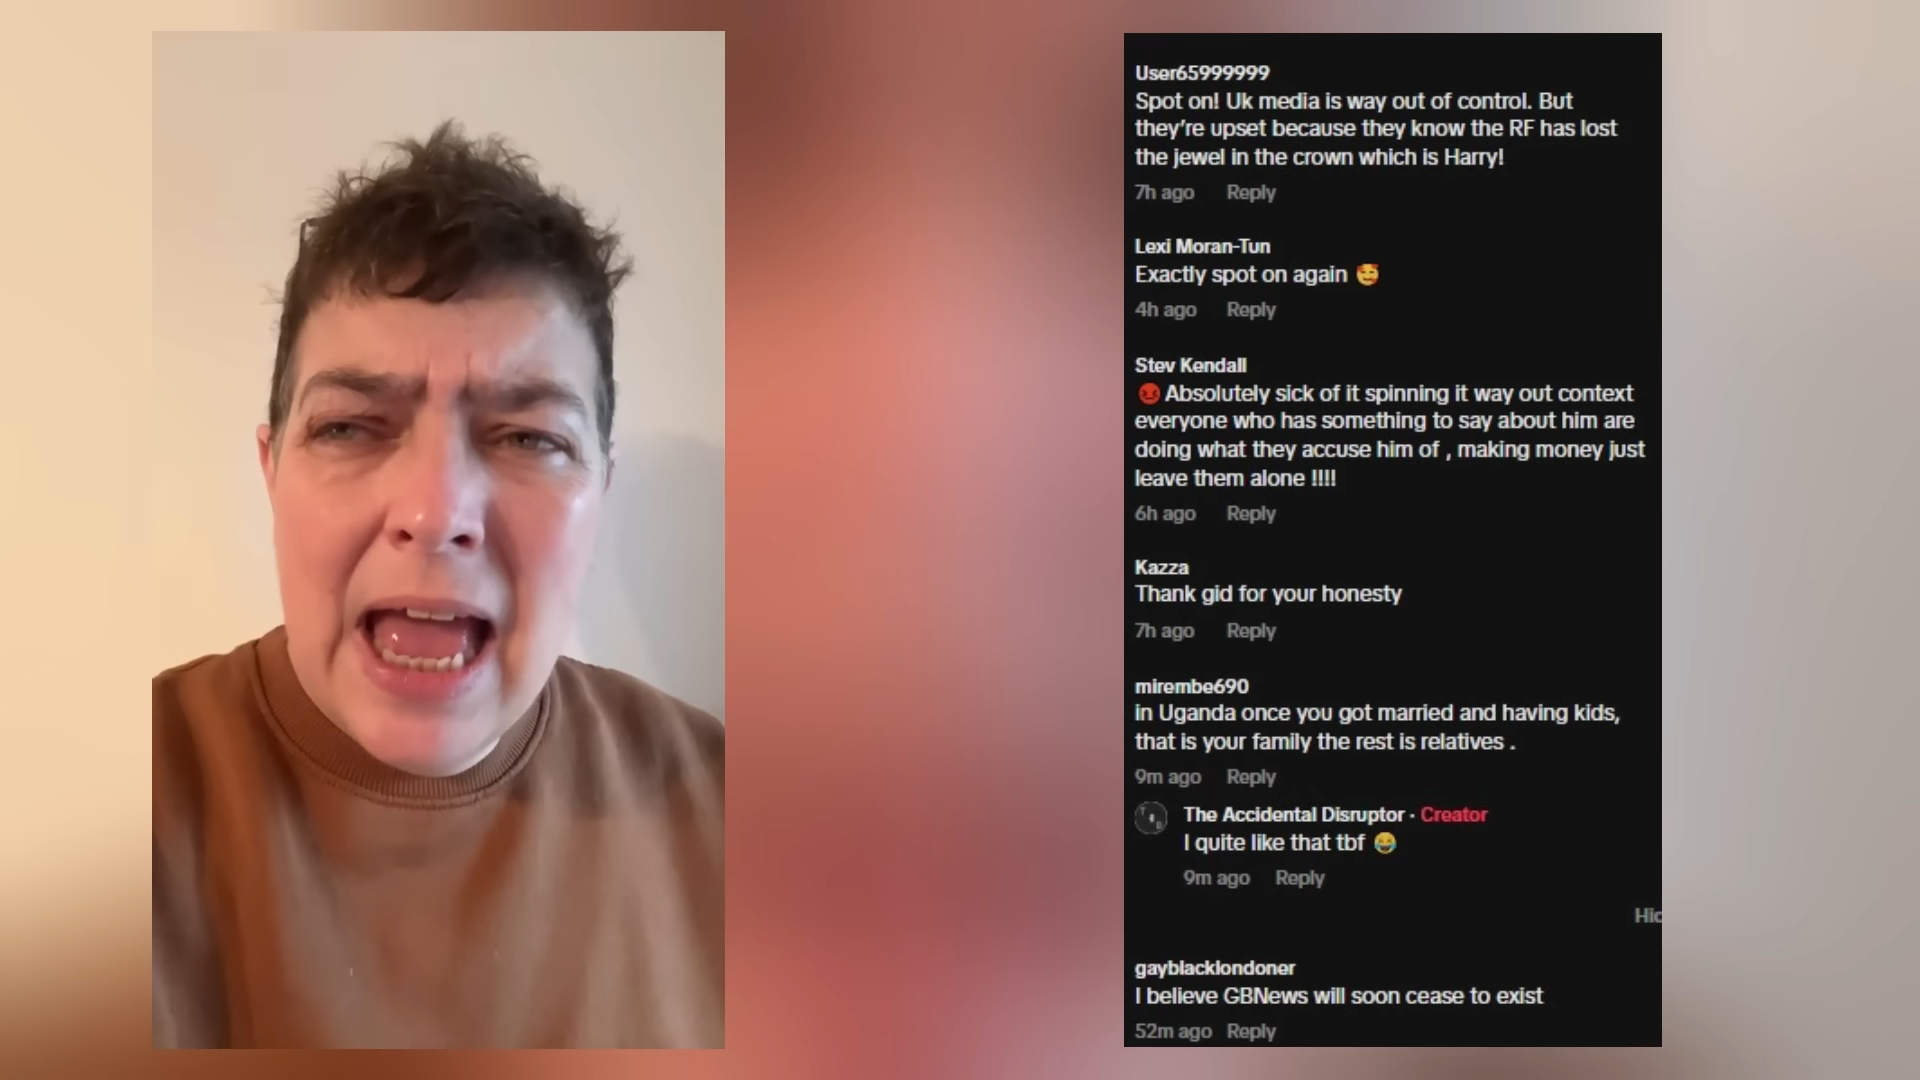 User65999999
Spot on! Uk media is way out of control. But
they're upset because they know the RF has lost
the jewel in the crown which is Harry!
7h ago Reply
Lexi Moran-Tun
Exactly spot on again 🥰
4h ago Reply
Stev Kendall
😡Absolutely sick of it spinning it way out context
everyone who has something to say about him are
doing what they accuse him of , making money just
leave them alone !!!!
6h ago Reply
Kazza
Thank gid for your honesty
7h ago Reply
mirembe690
in Uganda once you got married and having kids,
that is your family the rest is relatives .
9m ago Reply
The Accidental Disruptor · Creator
I quite like that tbf 😂
9m ago Reply
gayblacklondoner
I believe GBNews will soon cease to exist
52m ago Reply